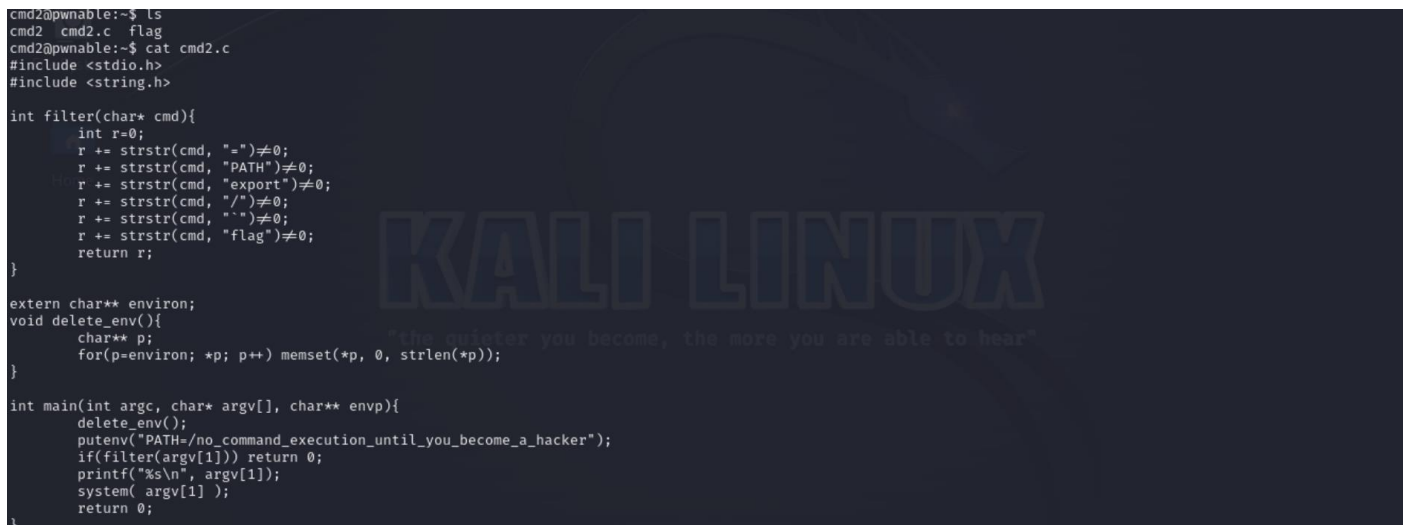 cmd2@pwnable:~$ ls
cmd2  cmd2.c  flag
cmd2@pwnable:~$ cat cmd2.c
#include <stdio.h>
#include <string.h>

int filter(char* cmd){
        int r=0;
        r += strstr(cmd, "=")≠0;
        r += strstr(cmd, "PATH")≠0;
        r += strstr(cmd, "export")≠0;
        r += strstr(cmd, "/")≠0;
        r += strstr(cmd, "`")≠0;
        r += strstr(cmd, "flag")≠0;
        return r;
}

extern char** environ;
void delete_env(){
        char** p;
        for(p=environ; *p; p++) memset(*p, 0, strlen(*p));
}

int main(int argc, char* argv[], char** envp){
        delete_env();
        putenv("PATH=/no_command_execution_until_you_become_a_hacker");
        if(filter(argv[1])) return 0;
        printf("%s\n", argv[1]);
        system( argv[1] );
        return 0;
}
KALI LINUX
"the quieter you become, the more you are able to hear"